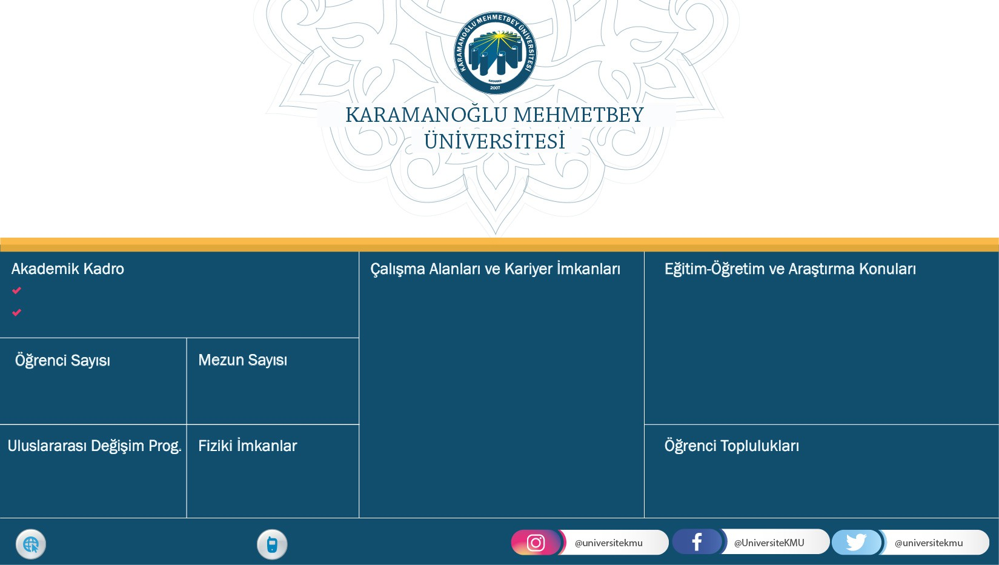 KARAMANOĞLU MEHMETBEY ÜNİVERSİTESİ
KARAMAN
2007
KARAMANOĞLU MEHMETBEY
ÜNİVERSİTESİ
Akademik Kadro
Çalışma Alanları ve Kariyer İmkanları
Eğitim-Öğretim ve Araştırma Konuları
Öğrenci Sayısı
Mezun Sayısı
Uluslararası Değişim Prog.
Fiziki İmkanlar
Öğrenci Toplulukları
@universitekmu
@UniversiteKMU
@universitekmu